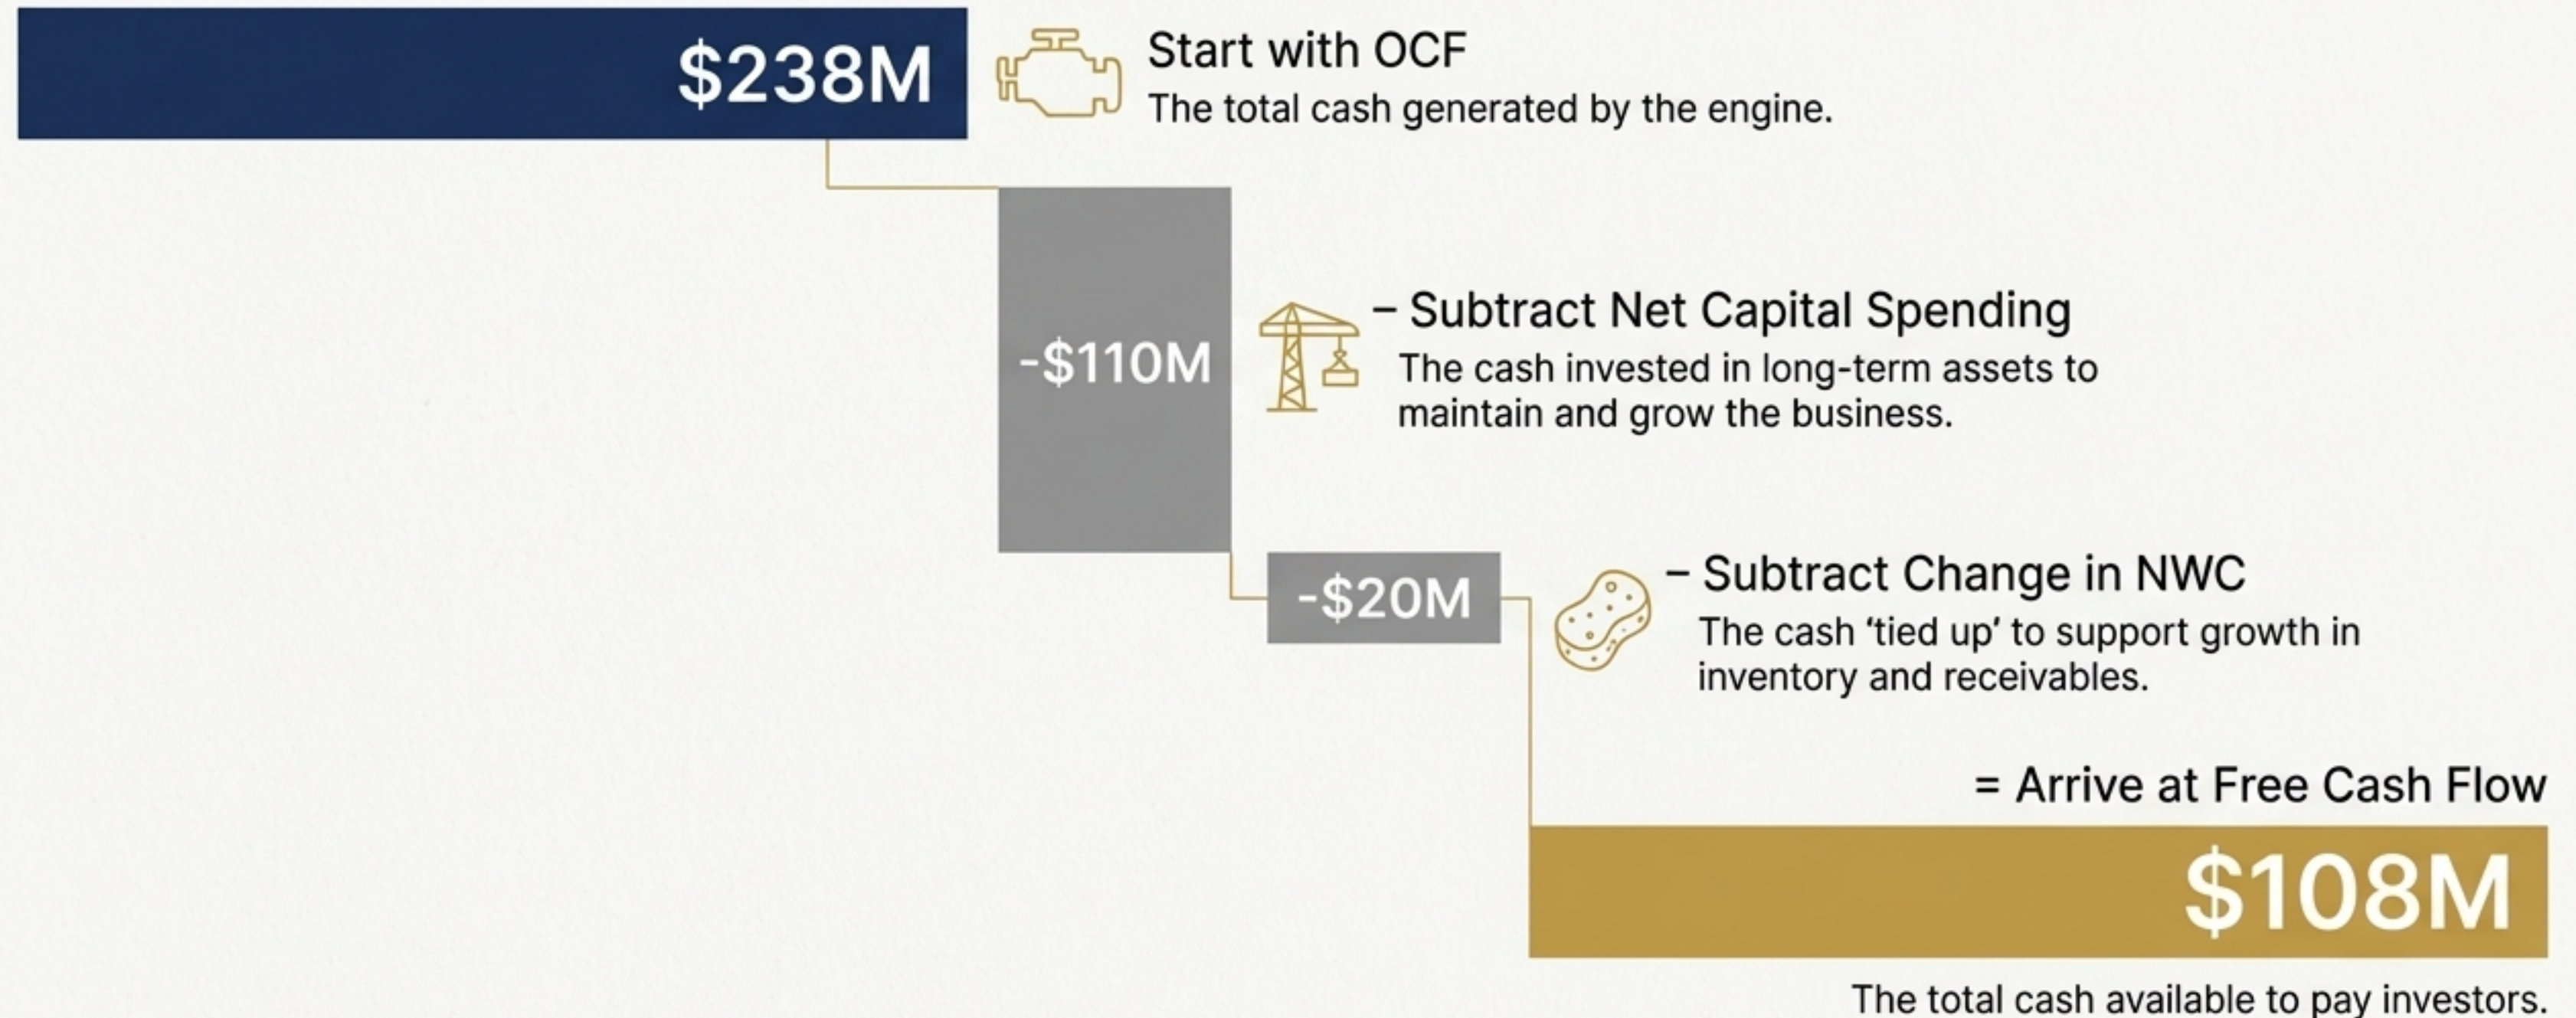 $238M
Start with OCF
The total cash generated by the engine.
-$110M
– Subtract Net Capital Spending
The cash invested in long-term assets to
maintain and grow the business.
-$20M
– Subtract Change in NWC
The cash ‘tied up’ to support growth in
inventory and receivables.
= Arrive at Free Cash Flow
$108M
The total cash available to pay investors.